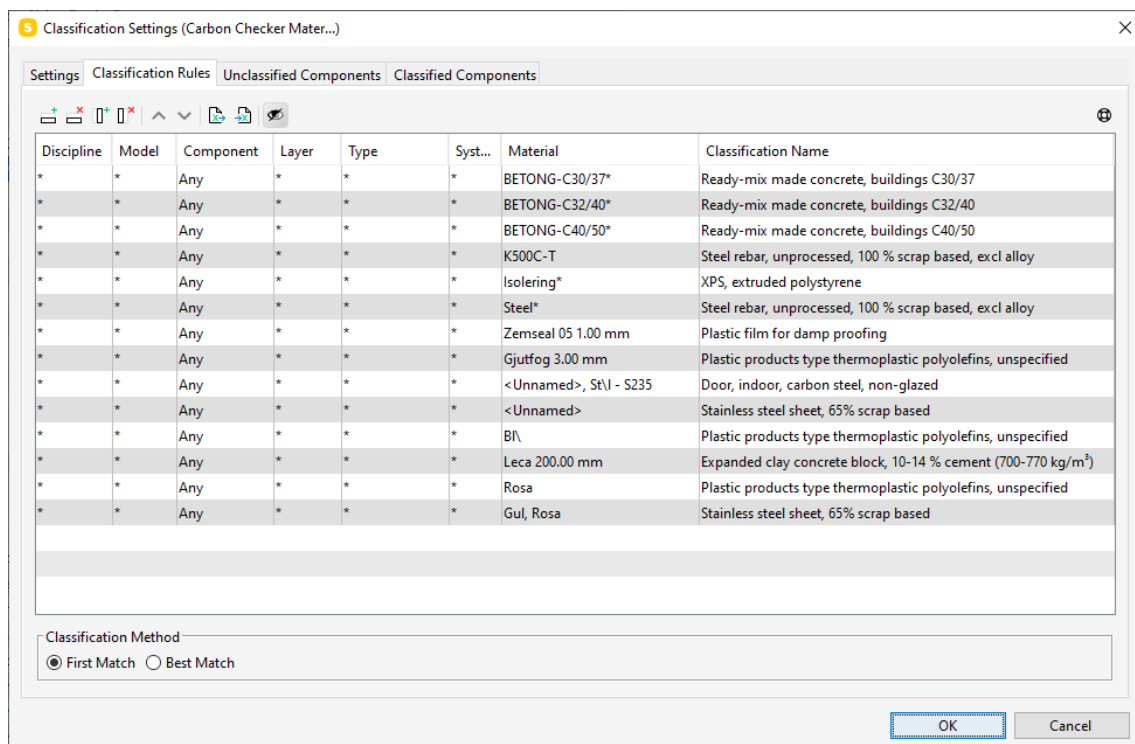 S Classification Settings (Carbon Checker Mater...)
Settings Classification Rules Unclassified Components Classified Components
Discipline Model Component Layer Type Syst... Material Classification Name
* * Any * * * BETONG-C30/37* Ready-mix made concrete, buildings C30/37
* * Any * * * BETONG-C32/40* Ready-mix made concrete, buildings C32/40
* * Any * * * BETONG-C40/50* Ready-mix made concrete, buildings C40/50
* * Any * * * K500C-T Steel rebar, unprocessed, 100 % scrap based, excl alloy
* * Any * * * Isolering* XPS, extruded polystyrene
* * Any * * * Steel* Steel rebar, unprocessed, 100 % scrap based, excl alloy
* * Any * * * Zemseal 05 1.00 mm Plastic film for damp proofing
* * Any * * * Gjutfog 3.00 mm Plastic products type thermoplastic polyolefins, unspecified
* * Any * * * <Unnamed>, St\l - S235 Door, indoor, carbon steel, non-glazed
* * Any * * * <Unnamed> Stainless steel sheet, 65% scrap based
* * Any * * * Bl\ Plastic products type thermoplastic polyolefins, unspecified
* * Any * * * Leca 200.00 mm Expanded clay concrete block, 10-14 % cement (700-770 kg/m³)
* * Any * * * Rosa Plastic products type thermoplastic polyolefins, unspecified
* * Any * * * Gul, Rosa Stainless steel sheet, 65% scrap based
Classification Method
First Match Best Match
OK Cancel